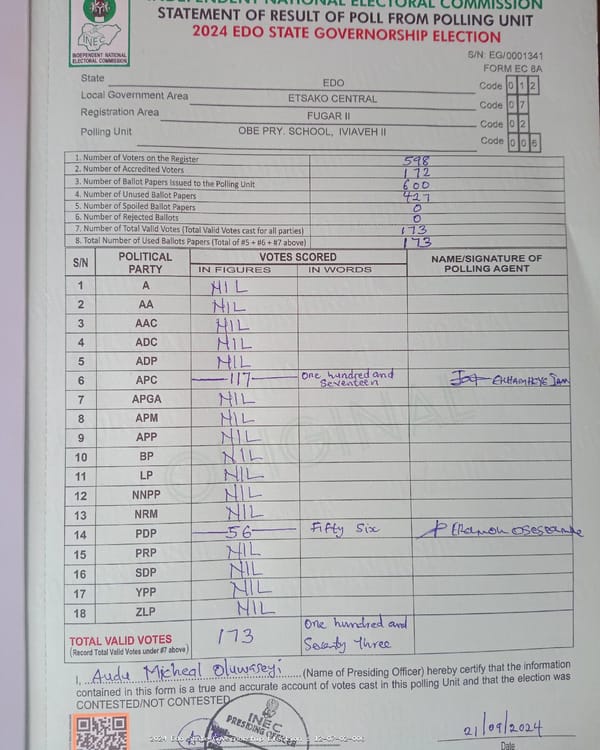 INDEPENDENT NATIONAL ELECTORAL COMMISSION
STATEMENT OF RESULT OF POLL FROM POLLING UNIT
2024 EDO STATE GOVERNORSHIP ELECTION
INEC
INDEPENDENT NATIONAL
ELECTORAL COMMISSION
S/N: EG/0001341
FORM EC 8A
State EDO Code 0 1 2
Local Government Area ETSAKO CENTRAL Code 0 7
Registration Area FUGAR II Code 0 2
Polling Unit OBE PRY. SCHOOL, IVIAVEH II Code 0 0 6
1. Number of Voters on the Register 598
2. Number of Accredited Voters 172
3. Number of Ballot Papers Issued to the Polling Unit 600
4. Number of Unused Ballot Papers 427
5. Number of Spoiled Ballot Papers 0
6. Number of Rejected Ballots 0
7. Number of Total Valid Votes (Total Valid Votes cast for all parties) 173
8. Total Number of Used Ballots Papers (Total of #5 + #6 + #7 above) 173
S/N POLITICAL PARTY VOTES SCORED NAME/SIGNATURE OF POLLING AGENT
IN FIGURES IN WORDS
1 A NIL
2 AA NIL
3 AAC NIL
4 ADC NIL
5 ADP NIL
6 APC 117 One hundred and Seventeen
7 APGA NIL
8 APM NIL
9 APP NIL
10 BP NIL
11 LP NIL
12 NNPP NIL
13 NRM NIL
14 PDP 56 Fifty Six
15 PRP NIL
16 SDP NIL
17 YPP NIL
18 ZLP NIL
ORIGINAL
TOTAL VALID VOTES 173 One hundred and Seventy Three
(Record Total Valid Votes under #7 above)
I, Audu Micheal Oluwaseyi (Name of Presiding Officer) hereby certify that the information
contained in this form is a true and accurate account of votes cast in this polling Unit and that the election was
CONTESTED/NOT CONTESTED
INEC
PRESIDING OFFICER
21/09/2024
Date